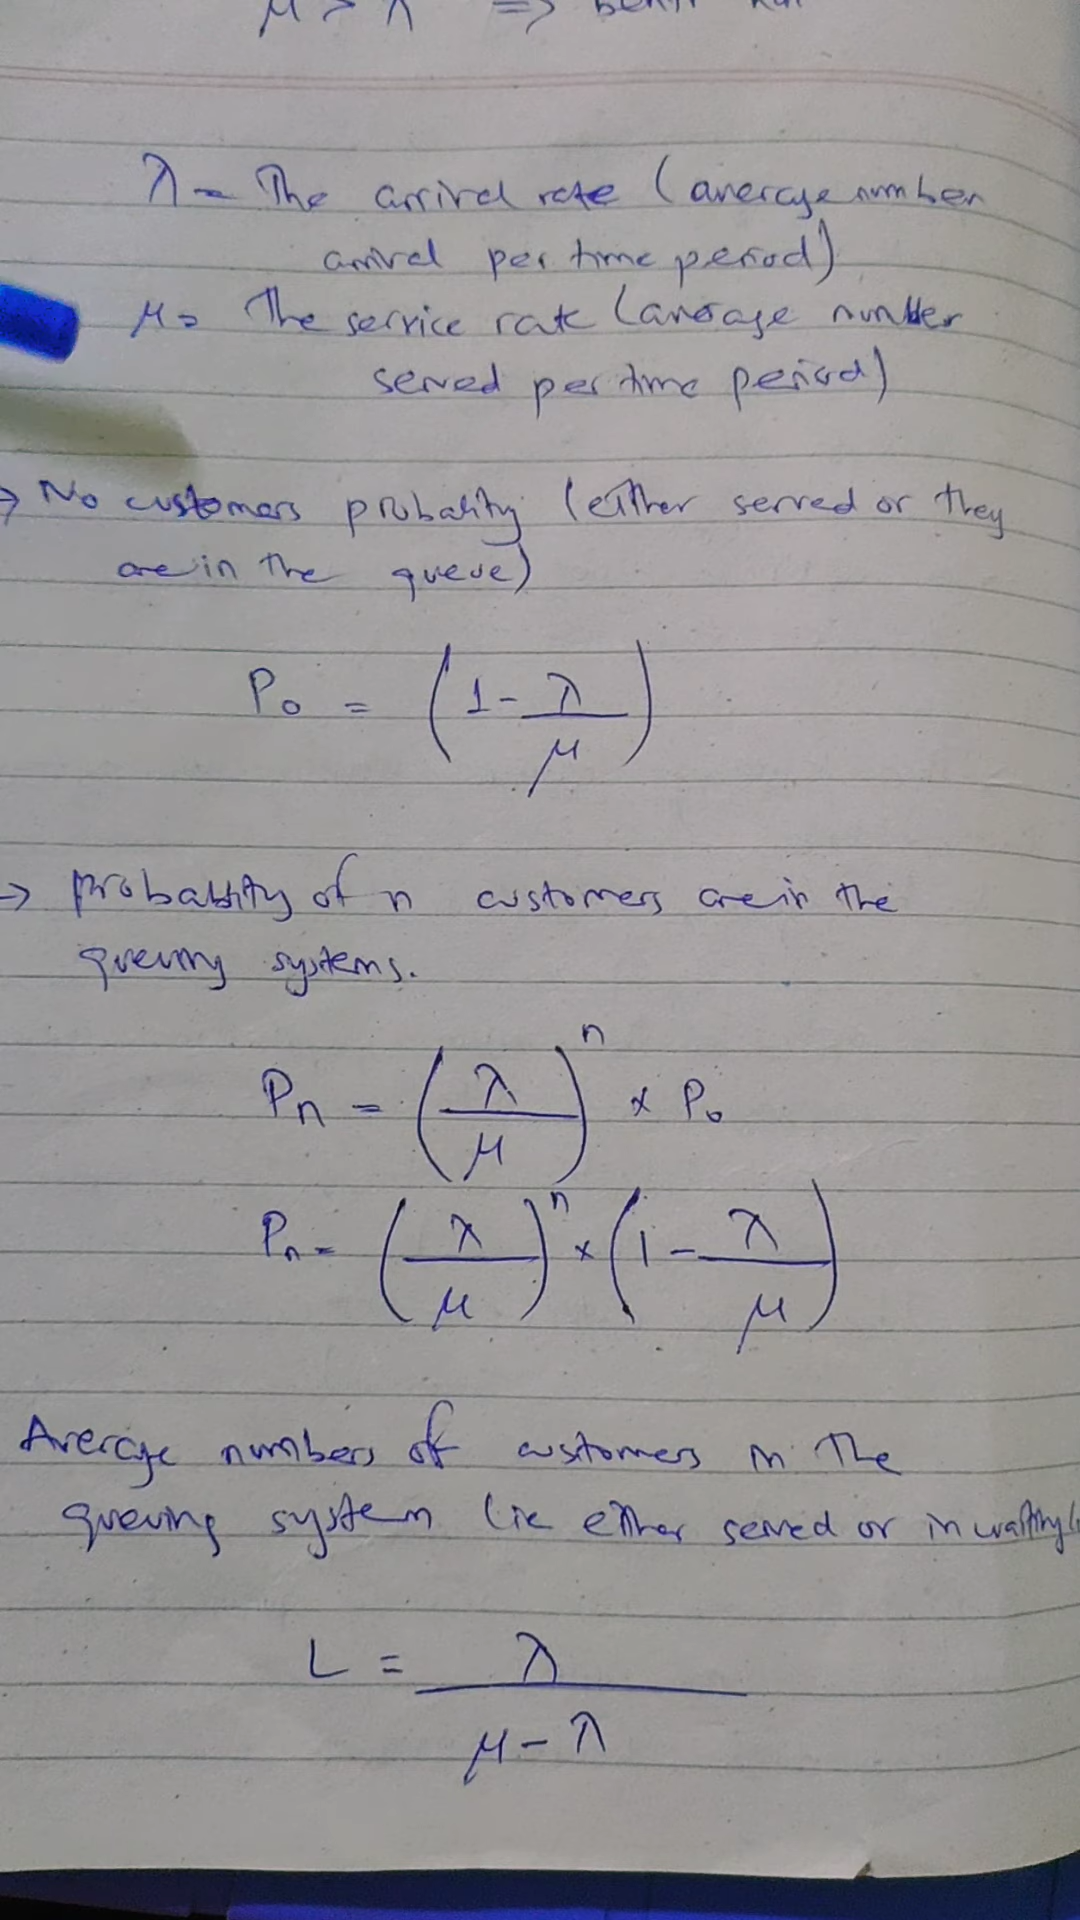 μ > λ =>
λ = The arrival rate (average number
arrival per time period)
μ = The service rate (average number
served per time period)
→ No customers probality (either served or they
are in the queue)
P₀ = (1 - λ/μ)
→ probability of n customers are in the
queuing systems.
Pn = (λ/μ)ⁿ × P₀
Pn = (λ/μ)ⁿ × (1 - λ/μ)
Average numbers of customers in the
queuing system (ie either served or in
L = λ/(μ - λ)